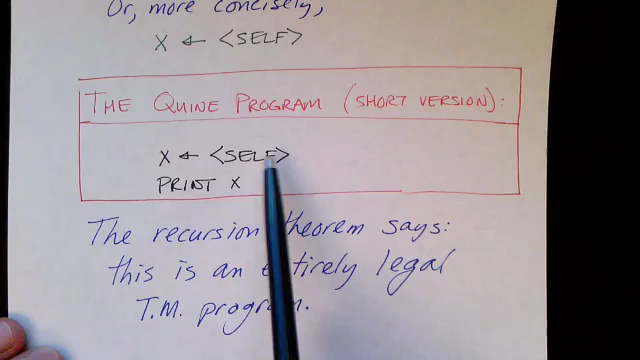 Or, more concisely,
X ← <SELF>
THE QUINE PROGRAM (SHORT VERSION):
X ← <SELF>
PRINT X
The recursion theorem says:
this is an entirely legal
T.M. program.